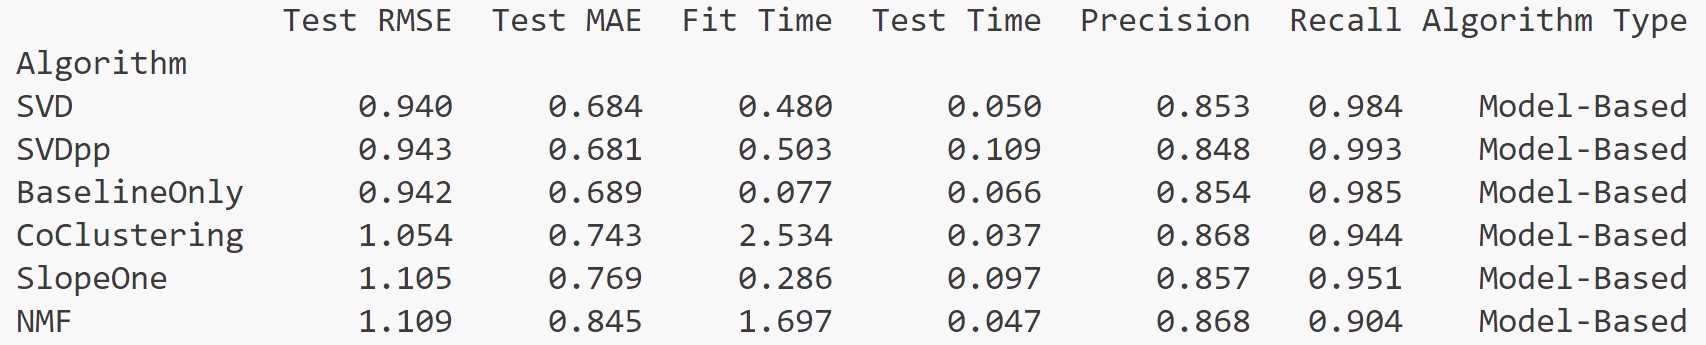 Test RMSE Test MAE Fit Time Test Time Precision Recall Algorithm Type
Algorithm
SVD 0.940 0.684 0.480 0.050 0.853 0.984 Model-Based
SVDpp 0.943 0.681 0.503 0.109 0.848 0.993 Model-Based
BaselineOnly 0.942 0.689 0.077 0.066 0.854 0.985 Model-Based
CoClustering 1.054 0.743 2.534 0.037 0.868 0.944 Model-Based
SlopeOne 1.105 0.769 0.286 0.097 0.857 0.951 Model-Based
NMF 1.109 0.845 1.697 0.047 0.868 0.904 Model-Based